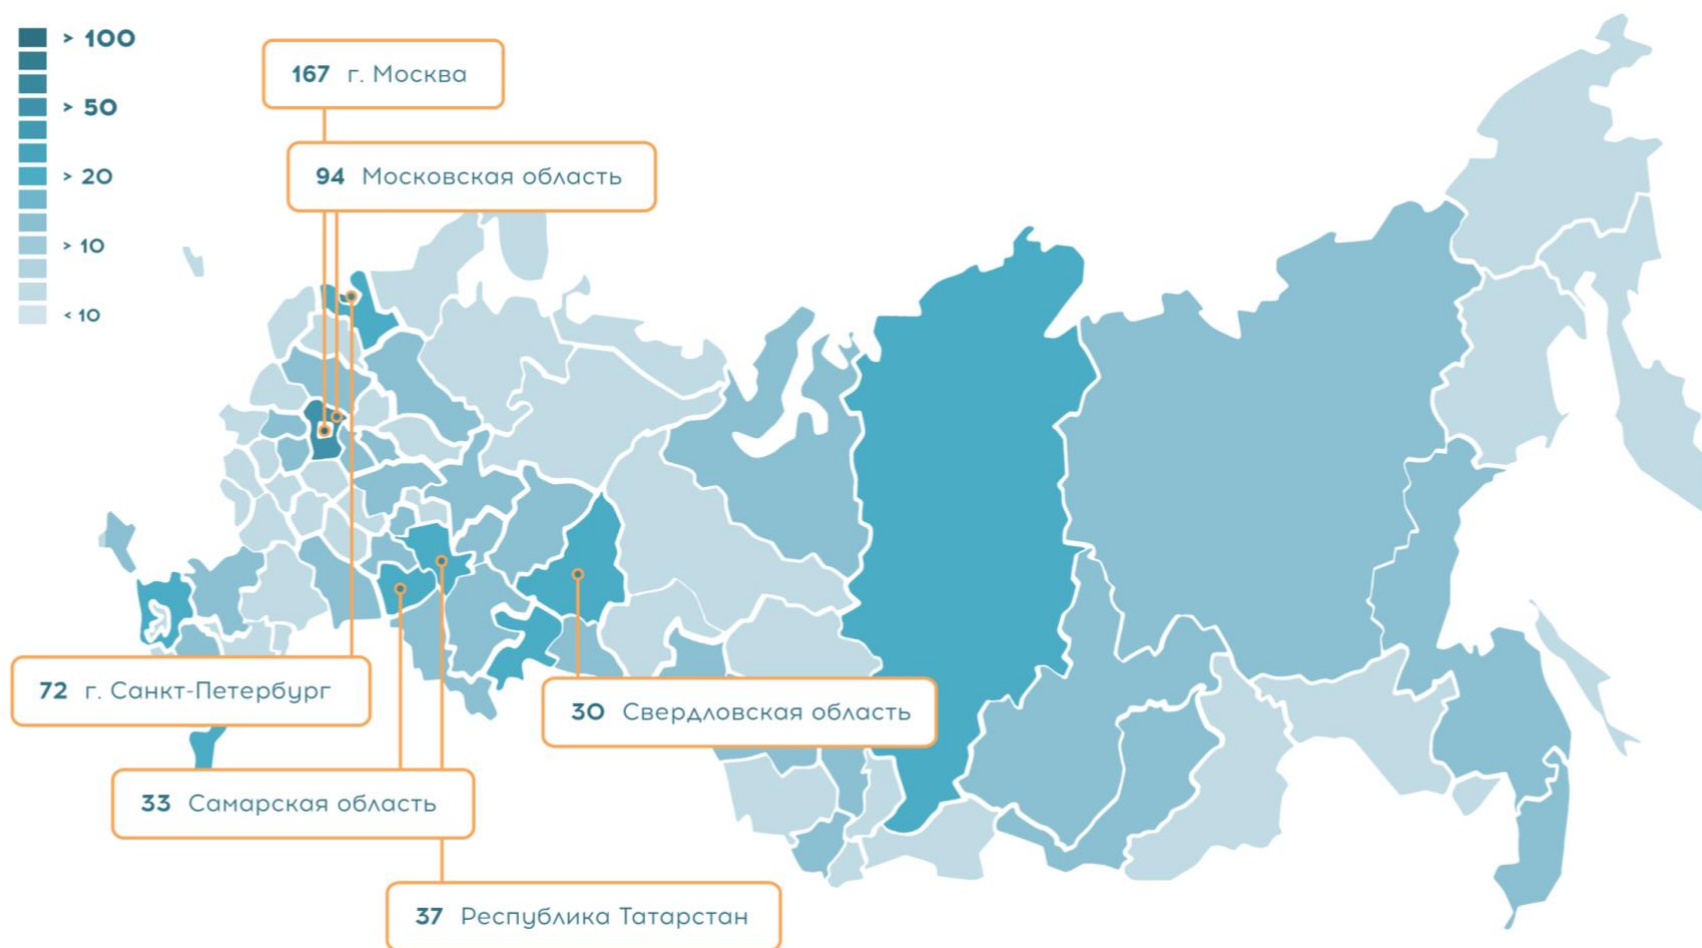 > 100
> 50
> 20
> 10
< 10
167 г. Москва
94 Московская область
72 г. Санкт-Петербург
30 Свердловская область
33 Самарская область
37 Республика Татарстан